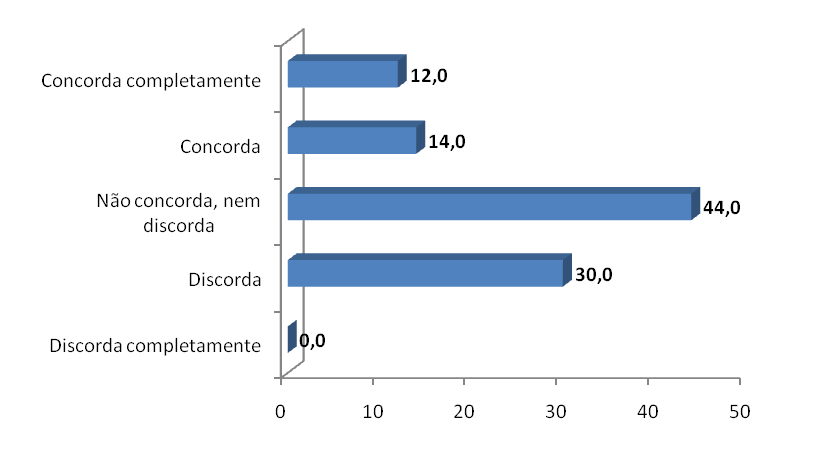 Concorda completamente
12,0
Concorda
14,0
Não concorda, nem
discorda
44,0
Discorda
30,0
Discorda completamente
0,0
0 10 20 30 40 50